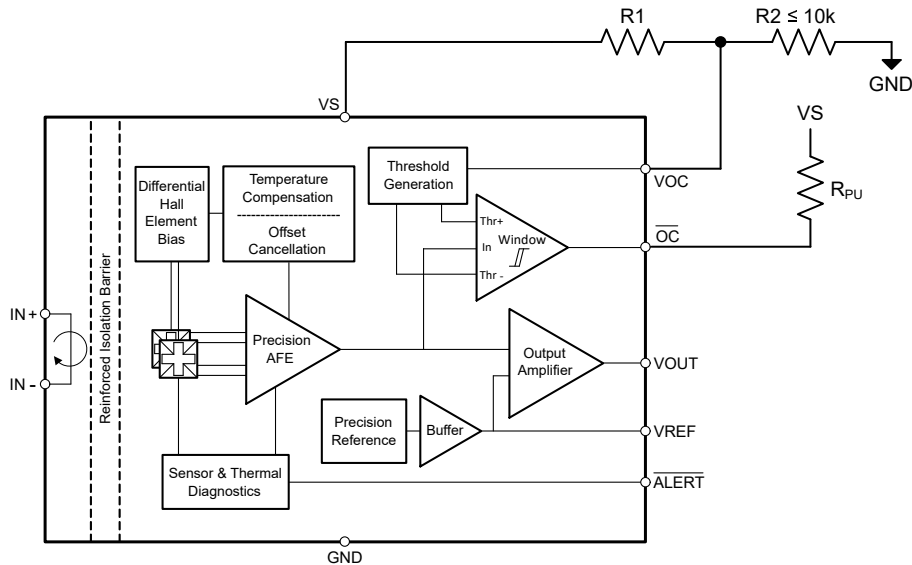 R1
R2 ≤ 10k
GND
VS
VS
R_PU
Differential
Hall
Element
Bias
Temperature
Compensation
Offset
Cancellation
Threshold
Generation
VOC
Thr+
In
Window
Thr -
OC
Reinforced Isolation Barrier
IN+
IN -
Precision
AFE
Output
Amplifier
VOUT
Precision
Reference
Buffer
VREF
Sensor & Thermal
Diagnostics
ALERT
GND